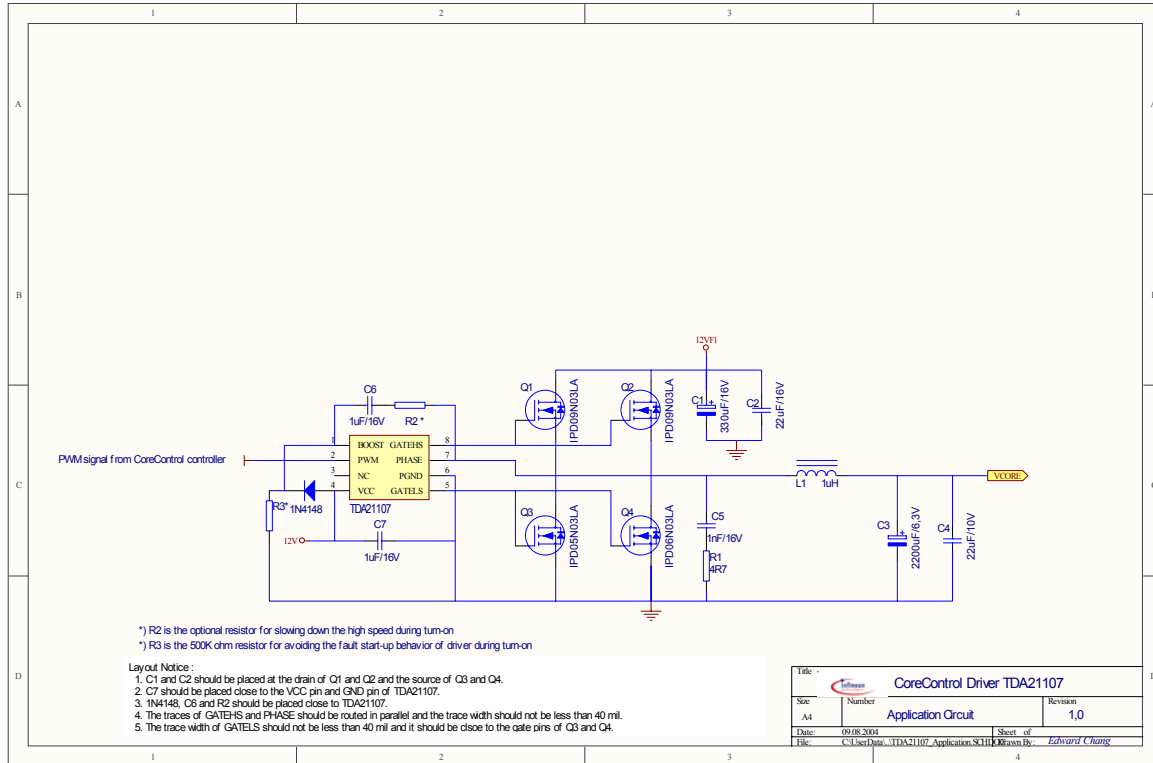 1 2 3 4
A
B
C
D
12VF1
Q1
IPD09N03LA
Q2
IPD09N03LA
C1
330uF/16V
C2
22uF/16V
C6
1uF/16V
R2 *
PWM signal from CoreControl controller
1 BOOST GATEHS 8
2 PWM PHASE 7
3 NC PGND 6
4 VCC GATELS 5
TDA21107
R3*
1N4148
12V
C7
1uF/16V
Q3
IPD05N03LA
Q4
IPD06N03LA
C5
1nF/16V
R1
4R7
L1 1uH
VCORE
C3
2200uF/6,3V
C4
22uF/10V
*) R2 is the optional resistor for slowing down the high speed during turn-on
*) R3 is the 500K ohm resistor for avoiding the fault start-up behavior of driver during turn-on
Layout Notice :
1. C1 and C2 should be placed at the drain of Q1 and Q2 and the source of Q3 and Q4.
2. C7 should be placed close to the VCC pin and GND pin of TDA21107.
3. 1N4148, C6 and R2 should be placed close to TDA21107.
4. The traces of GATEHS and PHASE should be routed in parallel and the trace width should not be less than 40 mil.
5. The trace width of GATELS should not be less than 40 mil and it should be clsoe to the gate pins of Q3 and Q4.
Title
Infineon
CoreControl Driver TDA21107
Size Number Revision
A4 Application Circuit 1,0
Date: 09.08.2004 Sheet of
File: C:\UserData\..\TDA21107_Application.SCHDOC Drawn By: Edward Chang
1 2 3 4